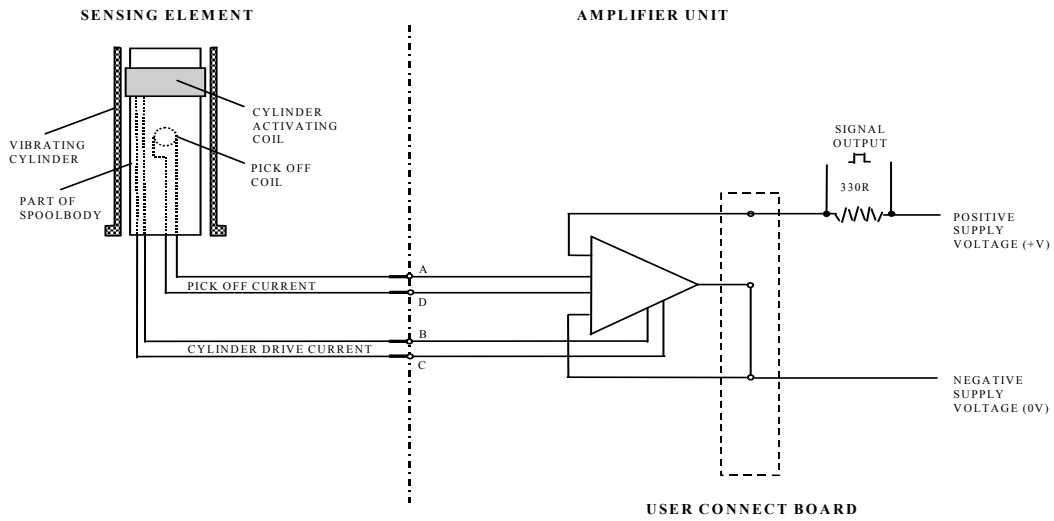 SENSING ELEMENT
AMPLIFIER UNIT
CYLINDER
ACTIVATING
COIL
VIBRATING
CYLINDER
PICK OFF
COIL
PART OF
SPOOLBODY
SIGNAL
OUTPUT
330R
POSITIVE
SUPPLY
VOLTAGE (+V)
A
PICK OFF CURRENT
D
B
CYLINDER DRIVE CURRENT
C
NEGATIVE
SUPPLY
VOLTAGE (0V)
USER CONNECT BOARD